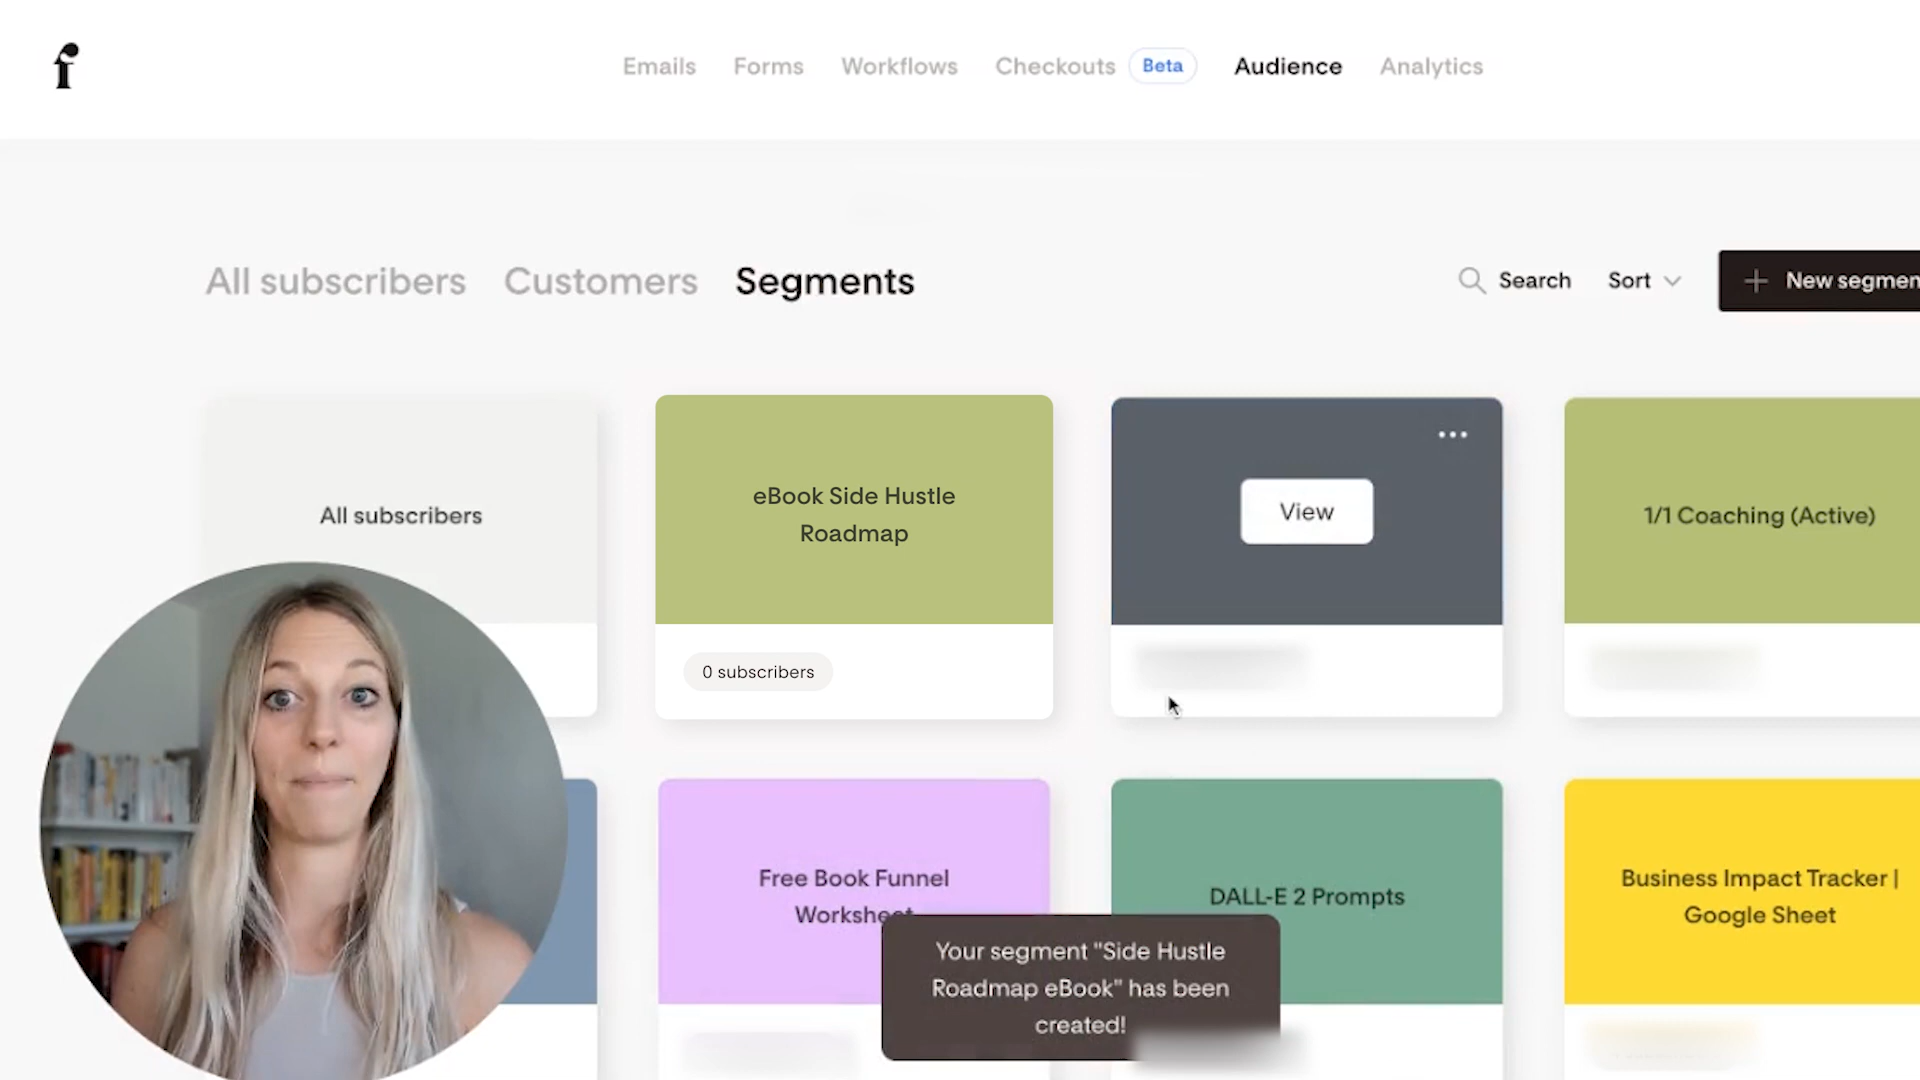 f
Emails Forms Workflows Checkouts Beta Audience Analytics
All subscribers Customers Segments
Search Sort + New segmen
All subscribers
eBook Side Hustle
Roadmap
View
1/1 Coaching (Active)
0 subscribers
Free Book Funnel
Worksheet
DALL-E 2 Prompts
Business Impact Tracker |
Google Sheet
Your segment "Side Hustle
Roadmap eBook" has been
created!